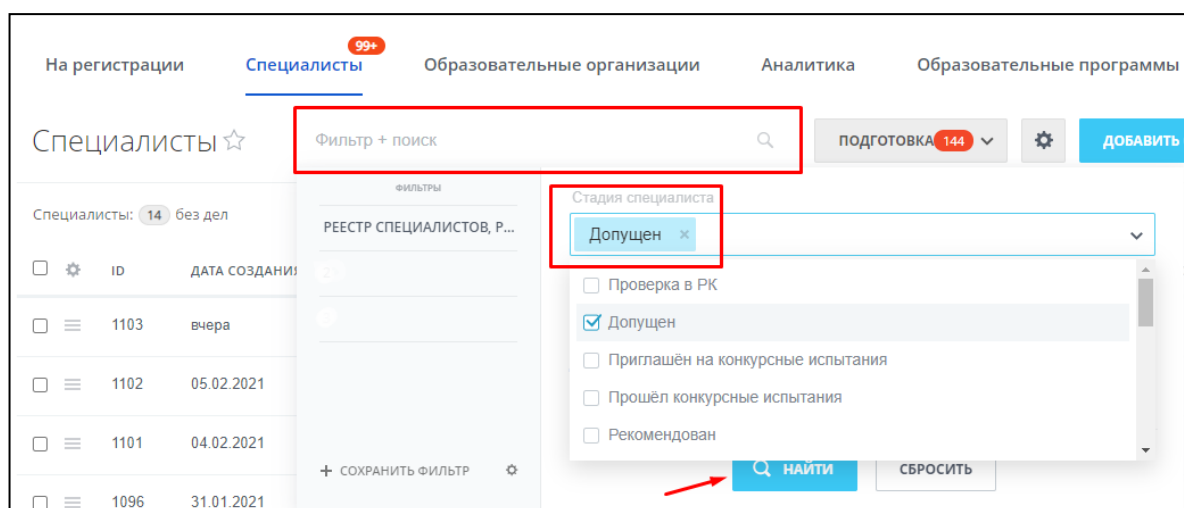 99+
На регистрации Специалисты Образовательные организации Аналитика Образовательные программы
Специалисты Фильтр + поиск ПОДГОТОВКА 144 ДОБАВИТЬ
ФИЛЬТРЫ
Стадия специалиста
Специалисты: 14 без дел РЕЕСТР СПЕЦИАЛИСТОВ, Р... Допущен ×
ID ДАТА СОЗДАНИЯ
Проверка в РК
1103 вчера Допущен
Приглашён на конкурсные испытания
1102 05.02.2021
Прошёл конкурсные испытания
1101 04.02.2021 Рекомендован
+ СОХРАНИТЬ ФИЛЬТР НАЙТИ СБРОСИТЬ
1096 31.01.2021